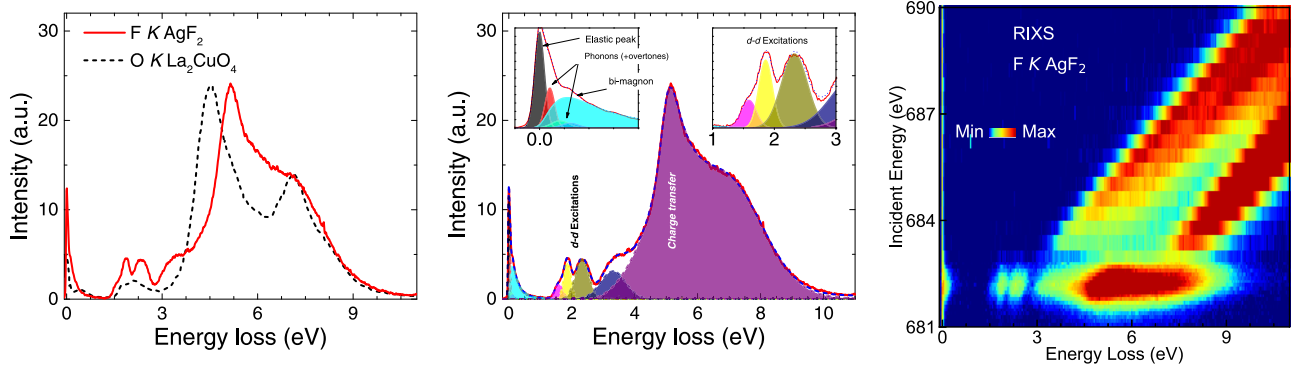 30
20
10
0
Intensity (a.u.)
F K AgF2
O K La2CuO4
0
3
6
9
Energy loss (eV)
30
20
10
0
Intensity (a.u.)
Elastic peak
Phonons (+overtones)
bi-magnon
0.0
d-d Excitations
1
2
3
d-d Excitations
Charge transfer
0
2
4
6
8
10
Energy loss (eV)
690
687
684
681
Incident Energy (eV)
RIXS
F K AgF2
Min
Max
0
3
6
9
Energy Loss (eV)